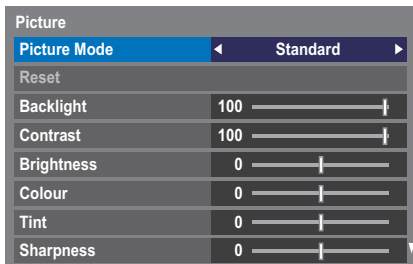 Picture
Picture Mode Standard
Reset
Backlight 100
Contrast 100
Brightness 0
Colour 0
Tint 0
Sharpness 0